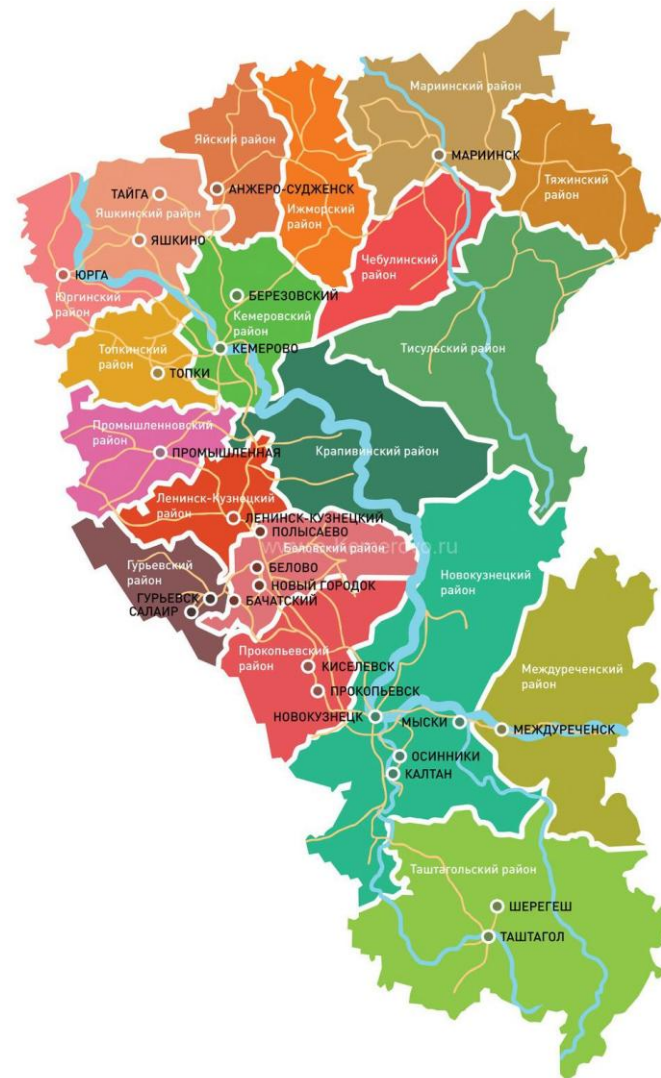 Мариинский район
Яйский район
МАРИИНСК
Тяжинский
район
ТАЙГА
АНЖЕРО-СУДЖЕНСК
Яшкинский район
Ижморский
район
ЯШКИНО
Чебулинский
район
ЮРГА
Юргинский
район
БЕРЕЗОВСКИЙ
Кемеровский
район
Тисульский район
КЕМЕРОВО
Топкинский
район
ТОПКИ
Промышленновский
район
ПРОМЫШЛЕННАЯ
Крапивинский район
Ленинск-Кузнецкий
район
ЛЕНИНСК-КУЗНЕЦКИЙ
ПОЛЫСАЕВО
Беловский район
Гурьевский
район
БЕЛОВО
НОВЫЙ ГОРОДОК
Новокузнецкий
район
ГУРЬЕВСК
САЛАИР
БАЧАТСКИЙ
Прокопьевский
район
КИСЕЛЕВСК
ПРОКОПЬЕВСК
Междуреченский
район
НОВОКУЗНЕЦК
МЫСКИ
МЕЖДУРЕЧЕНСК
ОСИННИКИ
КАЛТАН
Таштагольский район
ШЕРЕГЕШ
ТАШТАГОЛ